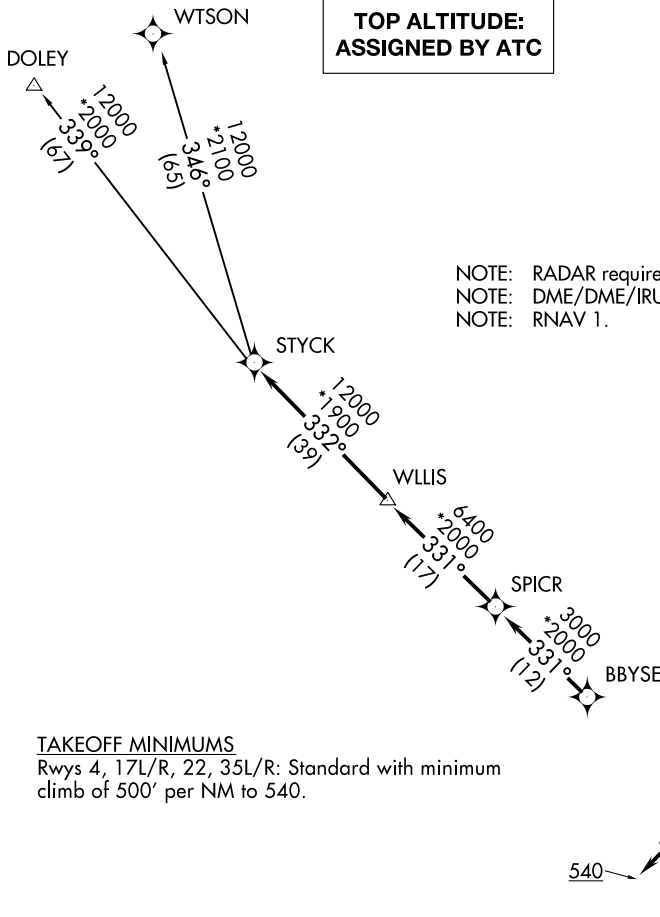 WTSON
TOP ALTITUDE:
ASSIGNED BY ATC
DOLEY
12000
*2000
339°
(67)
12000
*2100
346°
(65)
NOTE: RADAR require
NOTE: DME/DME/IRU
NOTE: RNAV 1.
STYCK
12000
*1900
332°
(39)
WLLIS
6400
*2000
331°
(17)
SPICR
3000
*2000
331°
(12)
BBYSE
TAKEOFF MINIMUMS
Rwys 4, 17L/R, 22, 35L/R: Standard with minimum
climb of 500' per NM to 540.
540